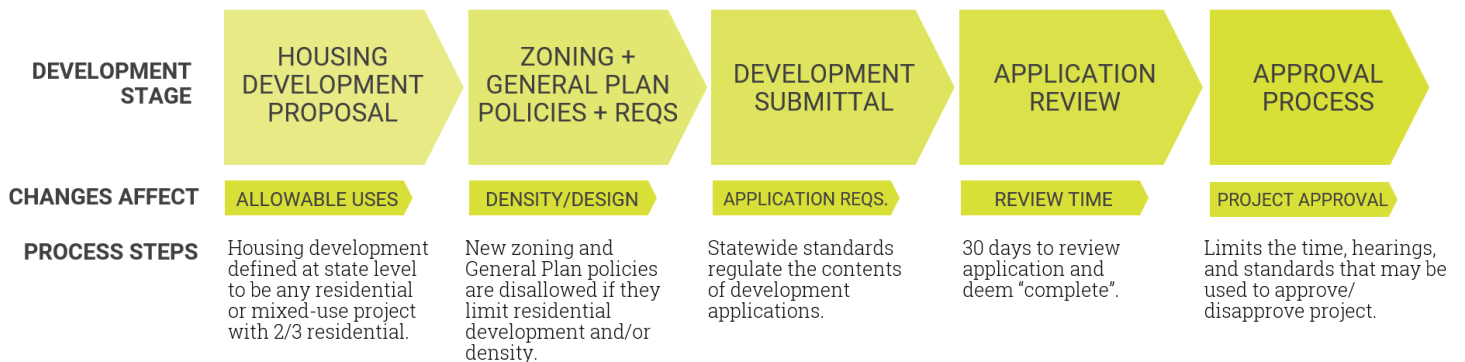 DEVELOPMENT
STAGE
HOUSING
DEVELOPMENT
PROPOSAL
ZONING +
GENERAL PLAN
POLICIES + REQS
DEVELOPMENT
SUBMITTAL
APPLICATION
REVIEW
APPROVAL
PROCESS
CHANGES AFFECT
ALLOWABLE USES
DENSITY/DESIGN
APPLICATION REQS.
REVIEW TIME
PROJECT APPROVAL
PROCESS STEPS
Housing development
defined at state level
to be any residential
or mixed-use project
with 2/3 residential.
New zoning and
General Plan policies
are disallowed if they
limit residential
development and/or
density.
Statewide standards
regulate the contents
of development
applications.
30 days to review
application and
deem “complete”.
Limits the time, hearings,
and standards that may be
used to approve/
disapprove project.